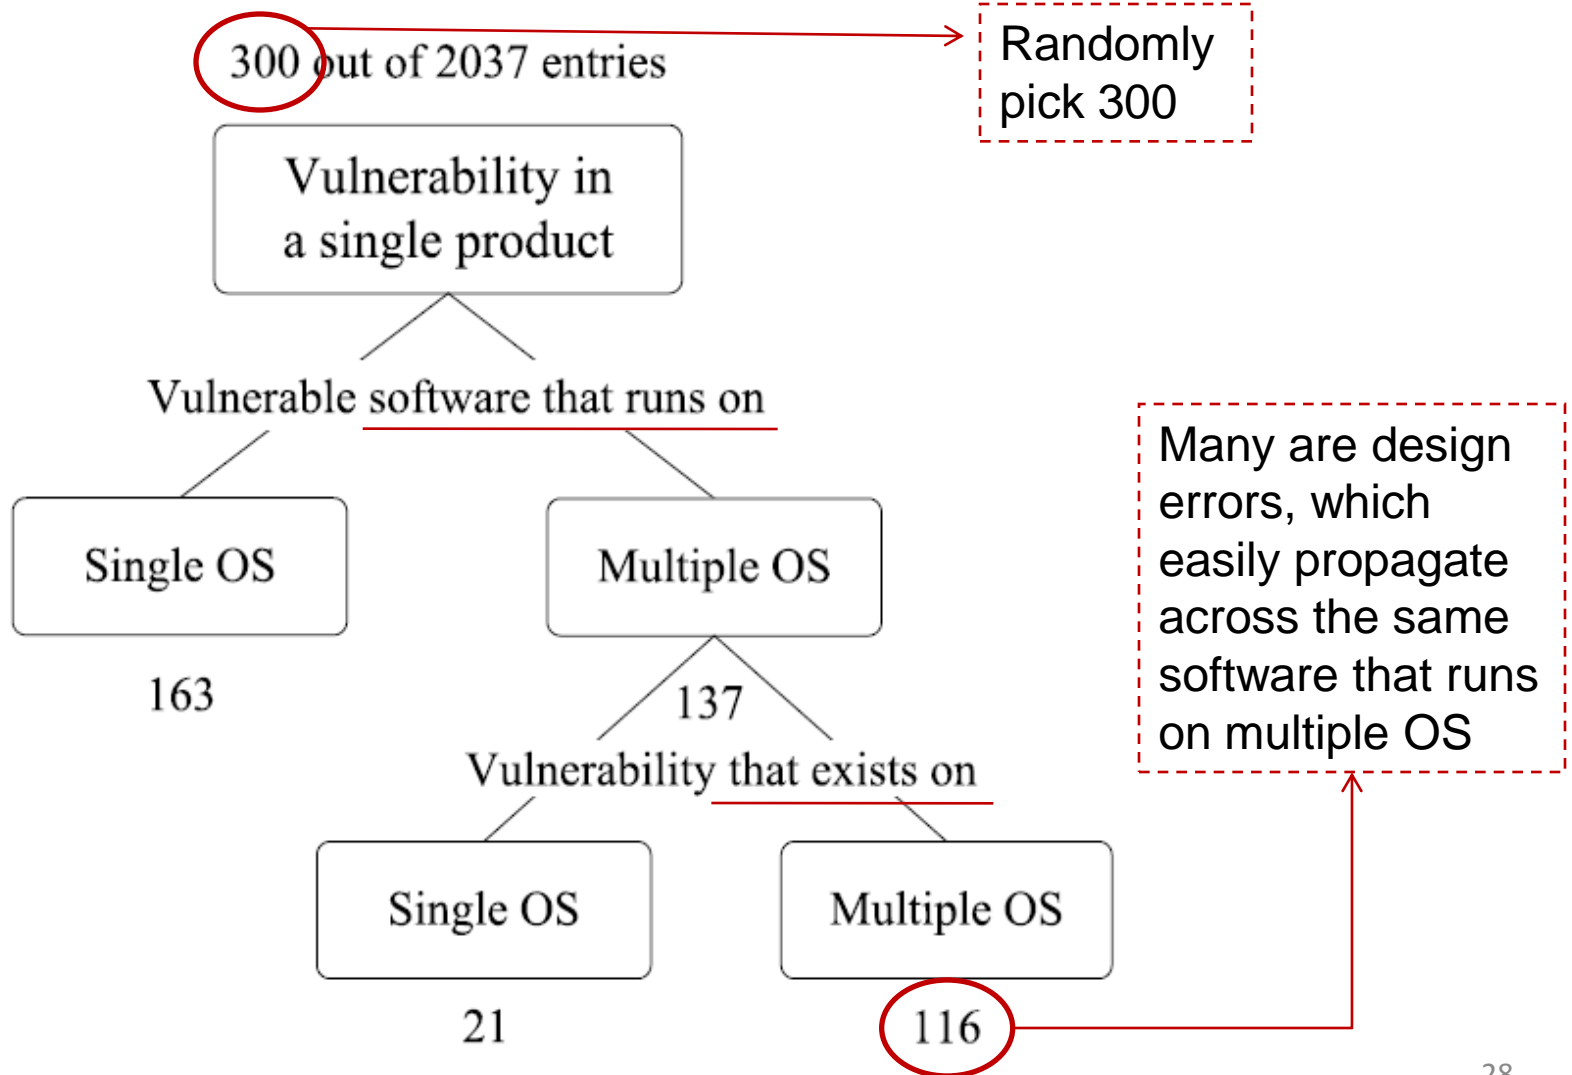 300 out of 2037 entries
Randomly
pick 300
Vulnerability in
a single product
Vulnerable software that runs on
Single OS
Multiple OS
163
137
Many are design
errors, which
easily propagate
across the same
software that runs
on multiple OS
Vulnerability that exists on
Single OS
Multiple OS
21
116
28